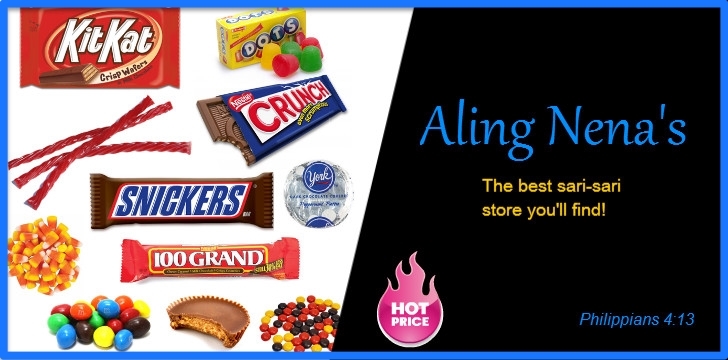 KitKat
Crisp Wafers
DOTS
Nestle
CRUNCH
Aling Nena's
The best sari-sari
store you'll find!
SNICKERS
York
100 GRAND
HOT
PRICE
Philippians 4:13